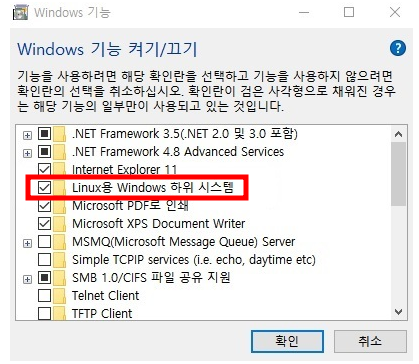 Windows 기능
Windows 기능 켜기/끄기
기능을 사용하려면 해당 확인란을 선택하고 기능을 사용하지 않으려면
확인란의 선택을 취소하십시오. 확인란이 검은 사각형으로 채워진 경우
는 해당 기능의 일부만이 사용되고 있는 것입니다.
.NET Framework 3.5(.NET 2.0 및 3.0 포함)
.NET Framework 4.8 Advanced Services
Internet Explorer 11
Linux용 Windows 하위 시스템
Microsoft PDF로 인쇄
Microsoft XPS Document Writer
MSMQ(Microsoft Message Queue) Server
Simple TCPIP services (i.e. echo, daytime etc)
SMB 1.0/CIFS 파일 공유 지원
Telnet Client
TFTP Client
확인
취소